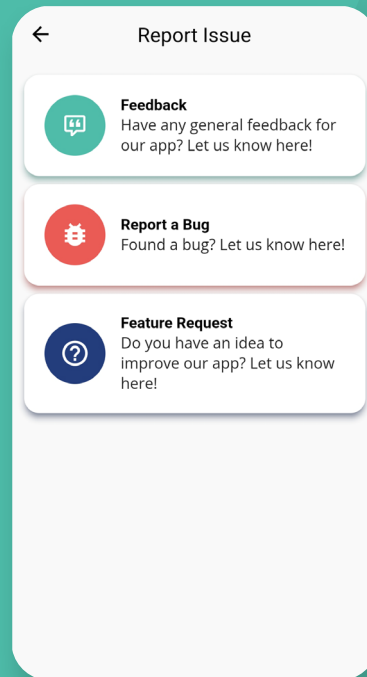 Report Issue
Feedback
Have any general feedback for
our app? Let us know here!
Report a Bug
Found a bug? Let us know here!
Feature Request
Do you have an idea to
improve our app? Let us know
here!